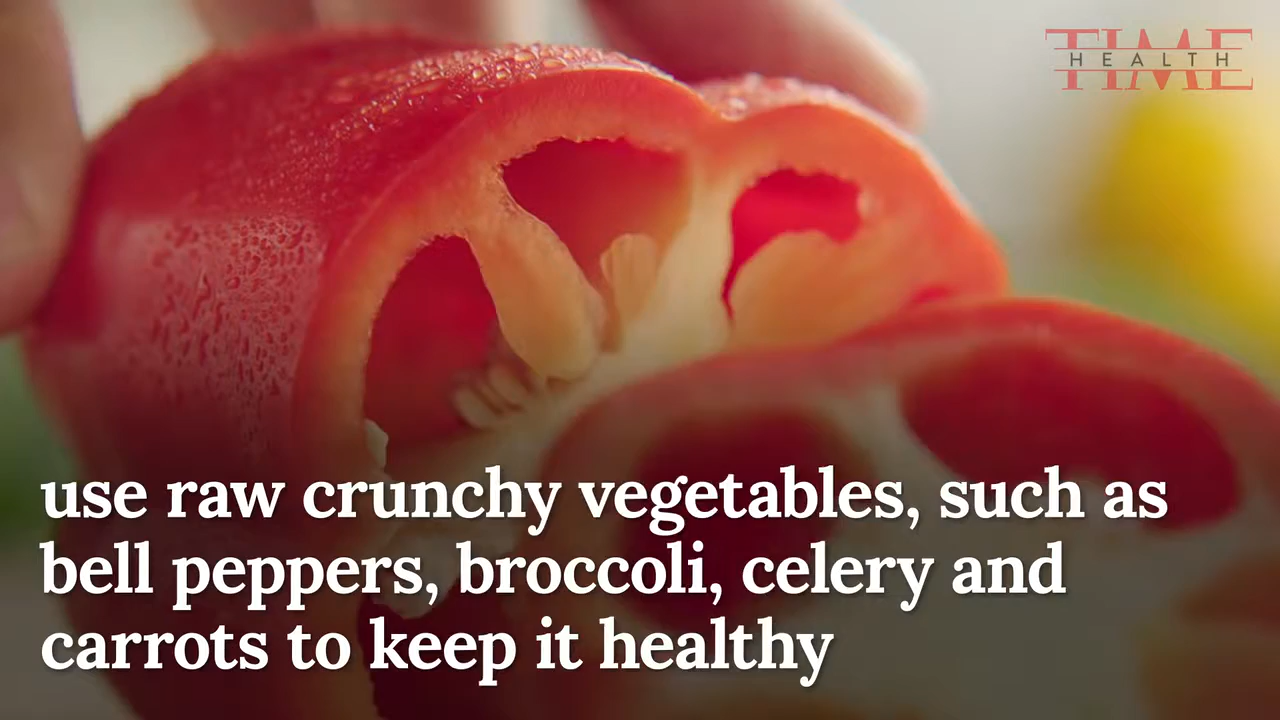 TIME
HEALTH
use raw crunchy vegetables, such as
bell peppers, broccoli, celery and
carrots to keep it healthy